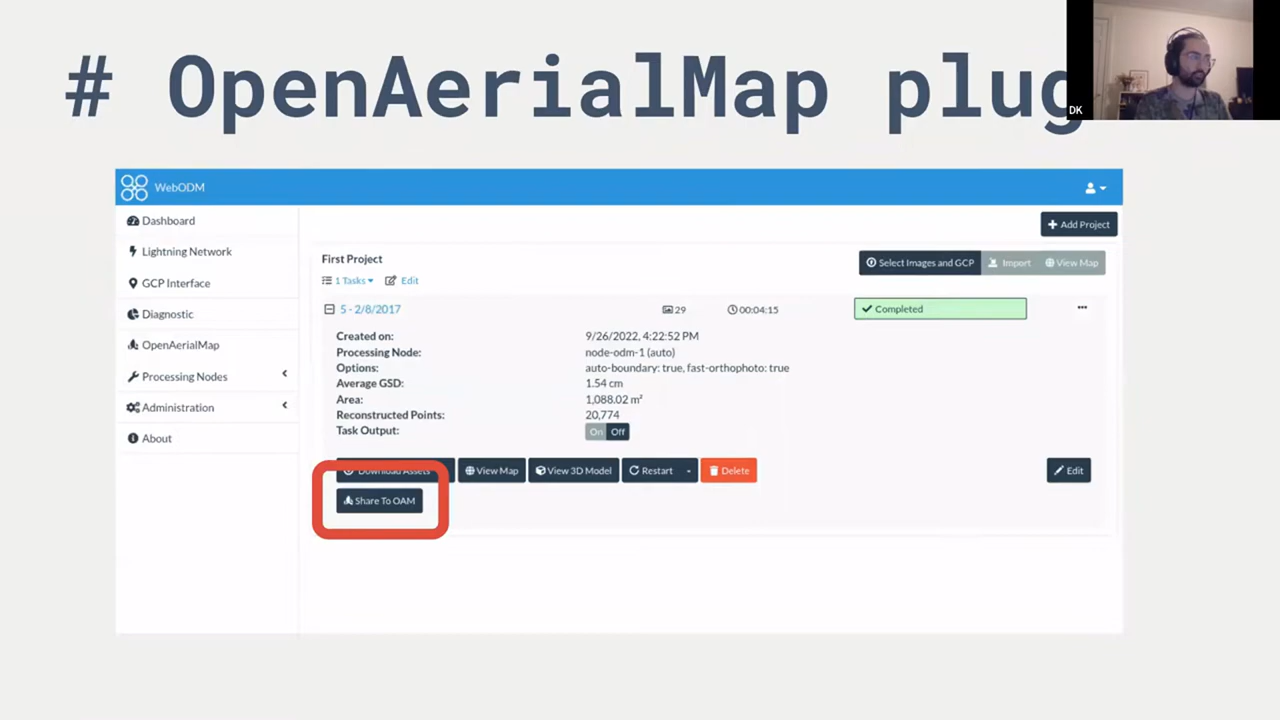 # OpenAerialMap plug
DK
WebODM
Dashboard
Lightning Network
GCP Interface
Diagnostic
OpenAerialMap
Processing Nodes
Administration
About
Add Project
First Project
Select Images and GCP Import View Map
1 Tasks Edit
5 - 2/8/2017 29 00:04:15 Completed
Created on: 9/26/2022, 4:22:52 PM
Processing Node: node-odm-1 (auto)
Options: auto-boundary: true, fast-orthophoto: true
Average GSD: 1.54 cm
Area: 1,088.02 m²
Reconstructed Points: 20,774
Task Output: On Off
Download Assets View Map View 3D Model Restart Delete Edit
Share To OAM